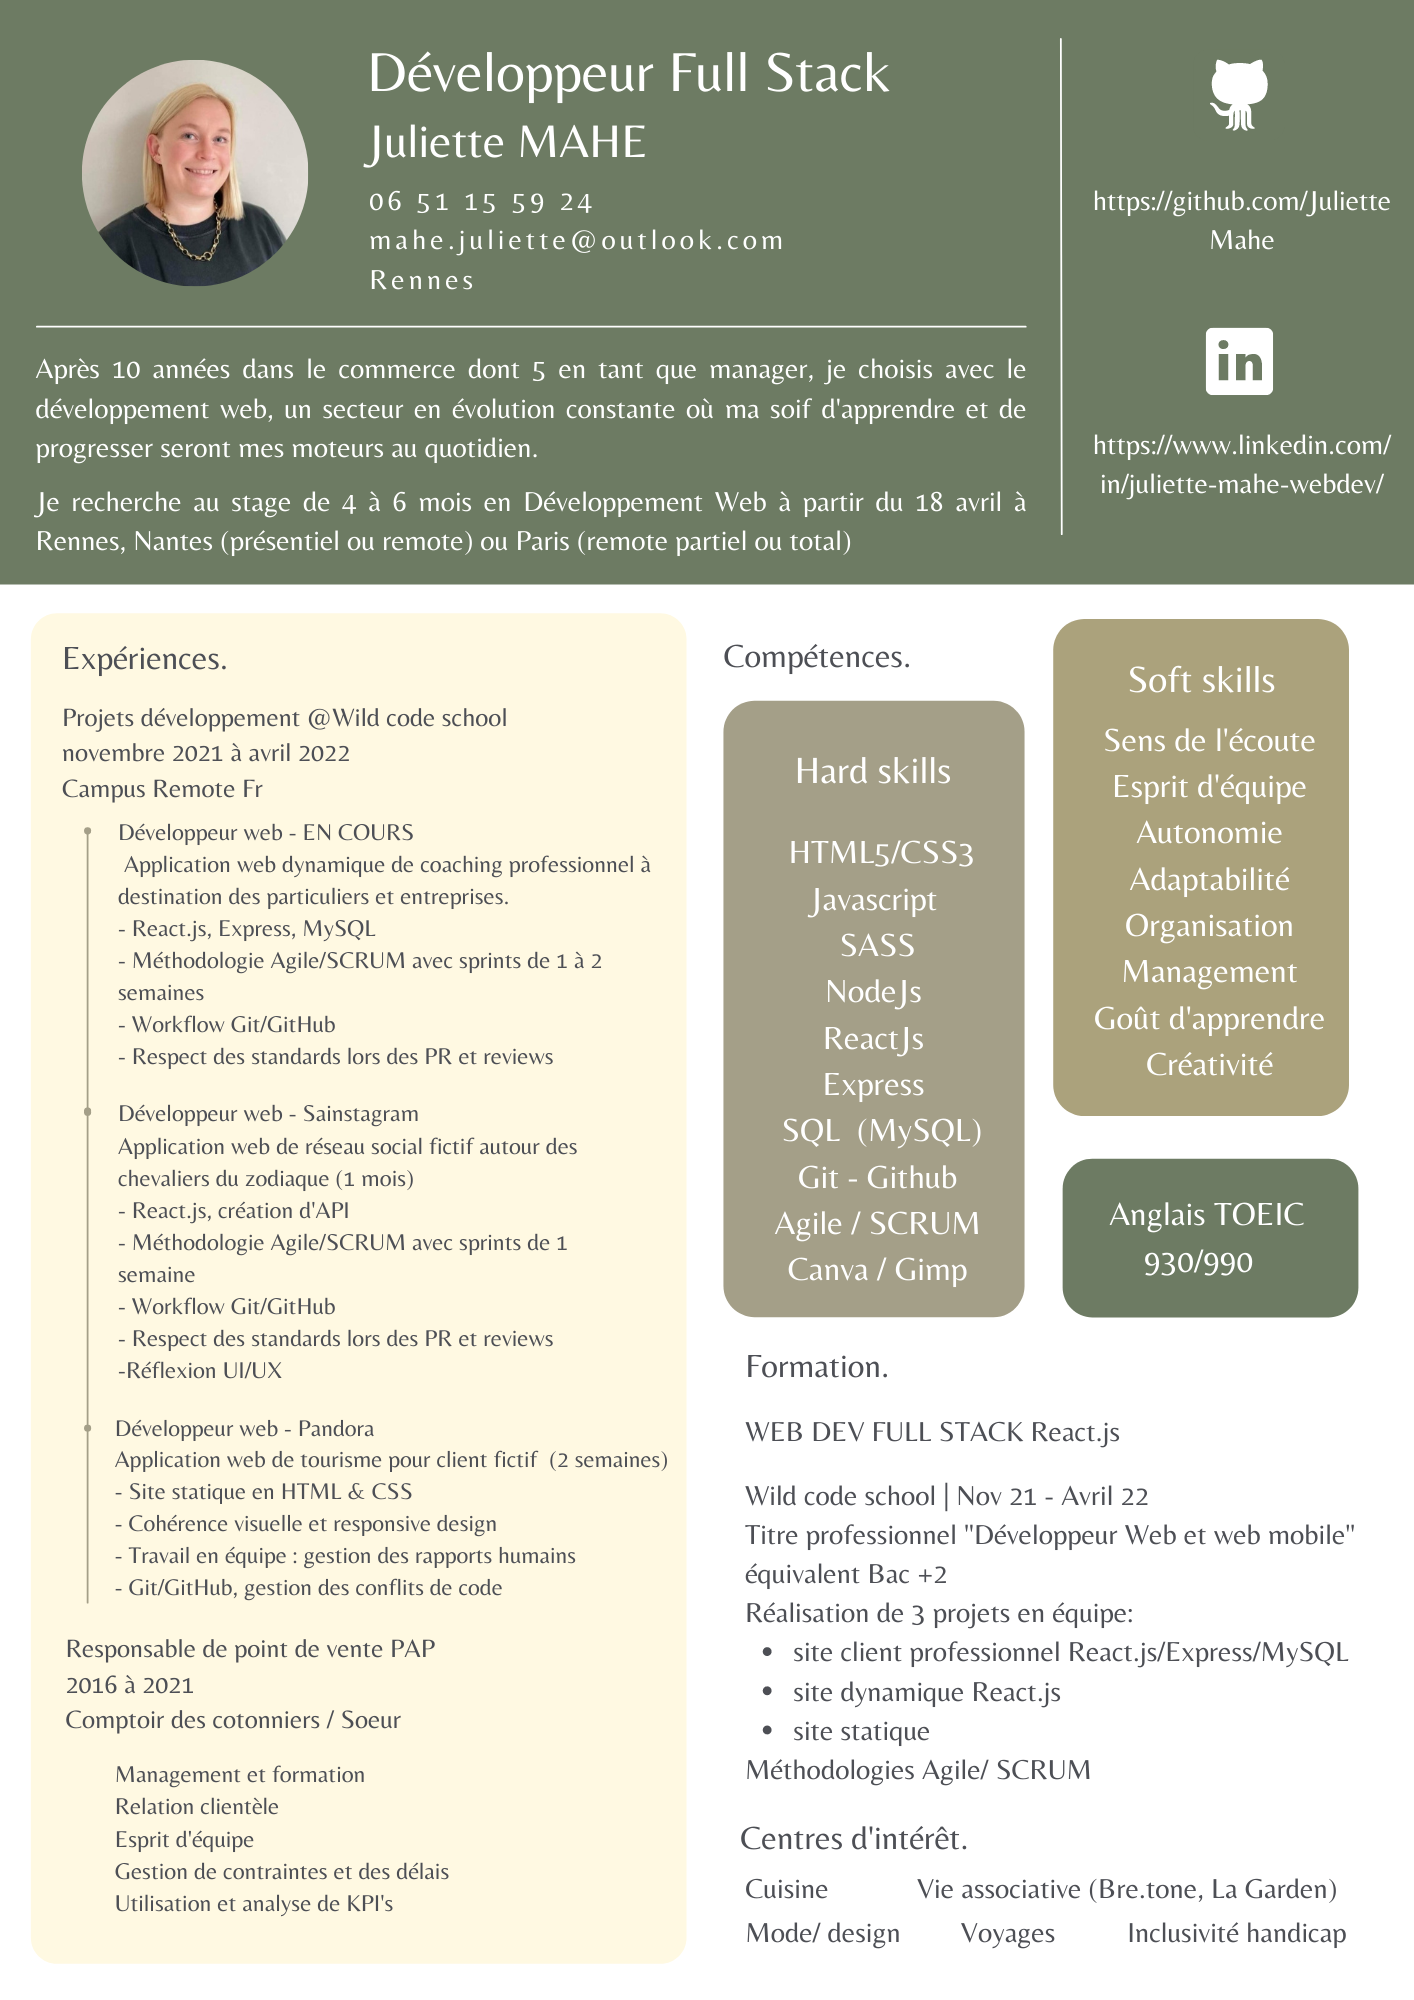 Développeur Full Stack
Juliette MAHE
06 51 15 59 24
mahe.juliette@outlook.com
Rennes
https://github.com/Juliette
Mahe
in
https://www.linkedin.com/
in/juliette-mahe-webdev/
Après 10 années dans le commerce dont 5 en tant que manager, je choisis avec le
développement web, un secteur en évolution constante où ma soif d'apprendre et de
progresser seront mes moteurs au quotidien.
Je recherche au stage de 4 à 6 mois en Développement Web à partir du 18 avril à
Rennes, Nantes (présentiel ou remote) ou Paris (remote partiel ou total)
Expériences.
Projets développement @Wild code school
novembre 2021 à avril 2022
Campus Remote Fr
Développeur web - EN COURS
Application web dynamique de coaching professionnel à
destination des particuliers et entreprises.
- React.js, Express, MySQL
- Méthodologie Agile/SCRUM avec sprints de 1 à 2
semaines
- Workflow Git/GitHub
- Respect des standards lors des PR et reviews
Développeur web - Sainstagram
Application web de réseau social fictif autour des
chevaliers du zodiaque (1 mois)
- React.js, création d'API
- Méthodologie Agile/SCRUM avec sprints de 1
semaine
- Workflow Git/GitHub
- Respect des standards lors des PR et reviews
-Réflexion UI/UX
Développeur web - Pandora
Application web de tourisme pour client fictif (2 semaines)
- Site statique en HTML & CSS
- Cohérence visuelle et responsive design
- Travail en équipe : gestion des rapports humains
- Git/GitHub, gestion des conflits de code
Responsable de point de vente PAP
2016 à 2021
Comptoir des cotonniers / Soeur
Management et formation
Relation clientèle
Esprit d'équipe
Gestion de contraintes et des délais
Utilisation et analyse de KPI's
Compétences.
Hard skills
HTML5/CSS3
Javascript
SASS
NodeJs
ReactJs
Express
SQL (MySQL)
Git - Github
Agile / SCRUM
Canva / Gimp
Soft skills
Sens de l'écoute
Esprit d'équipe
Autonomie
Adaptabilité
Organisation
Management
Goût d'apprendre
Créativité
Anglais TOEIC
930/990
Formation.
WEB DEV FULL STACK React.js
Wild code school | Nov 21 - Avril 22
Titre professionnel "Développeur Web et web mobile"
équivalent Bac +2
Réalisation de 3 projets en équipe:
• site client professionnel React.js/Express/MySQL
• site dynamique React.js
• site statique
Méthodologies Agile/ SCRUM
Centres d'intérêt.
Cuisine Vie associative (Bre.tone, La Garden)
Mode/ design Voyages Inclusivité handicap